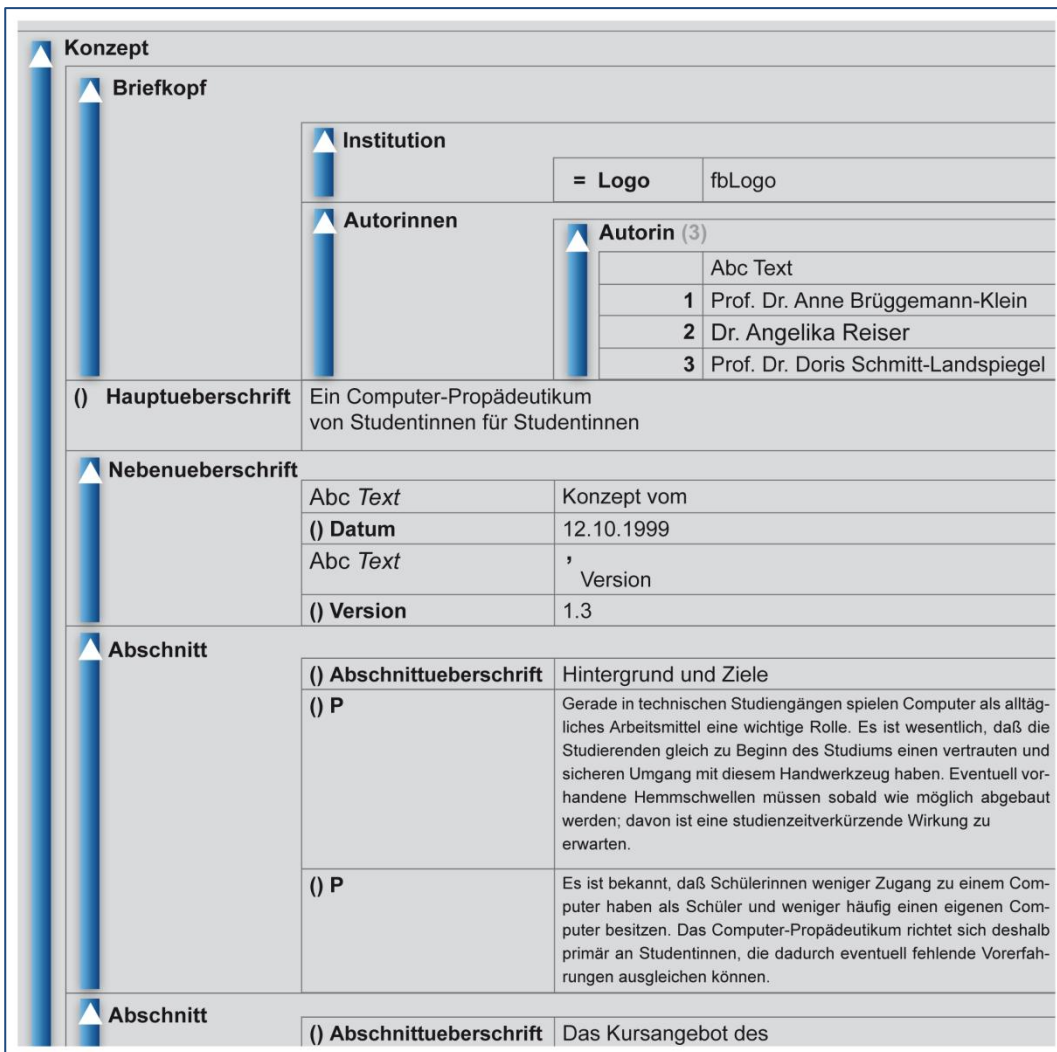 Konzept
Briefkopf
Institution
= Logo fbLogo
Autorinnen
Autorin (3)
Abc Text
1 Prof. Dr. Anne Brüggemann-Klein
2 Dr. Angelika Reiser
3 Prof. Dr. Doris Schmitt-Landspiegel
() Hauptueberschrift Ein Computer-Propädeutikum
von Studentinnen für Studentinnen
Nebenueberschrift
Abc Text Konzept vom
() Datum 12.10.1999
Abc Text ,
Version
() Version 1.3
Abschnitt
() Abschnittueberschrift Hintergrund und Ziele
() P Gerade in technischen Studiengängen spielen Computer als alltäg-
liches Arbeitsmittel eine wichtige Rolle. Es ist wesentlich, daß die
Studierenden gleich zu Beginn des Studiums einen vertrauten und
sicheren Umgang mit diesem Handwerkzeug haben. Eventuell vor-
handene Hemmschwellen müssen sobald wie möglich abgebaut
werden; davon ist eine studienzeitverkürzende Wirkung zu
erwarten.
() P Es ist bekannt, daß Schülerinnen weniger Zugang zu einem Com-
puter haben als Schüler und weniger häufig einen eigenen Com-
puter besitzen. Das Computer-Propädeutikum richtet sich deshalb
primär an Studentinnen, die dadurch eventuell fehlende Vorerfah-
rungen ausgleichen können.
Abschnitt
() Abschnittueberschrift Das Kursangebot des